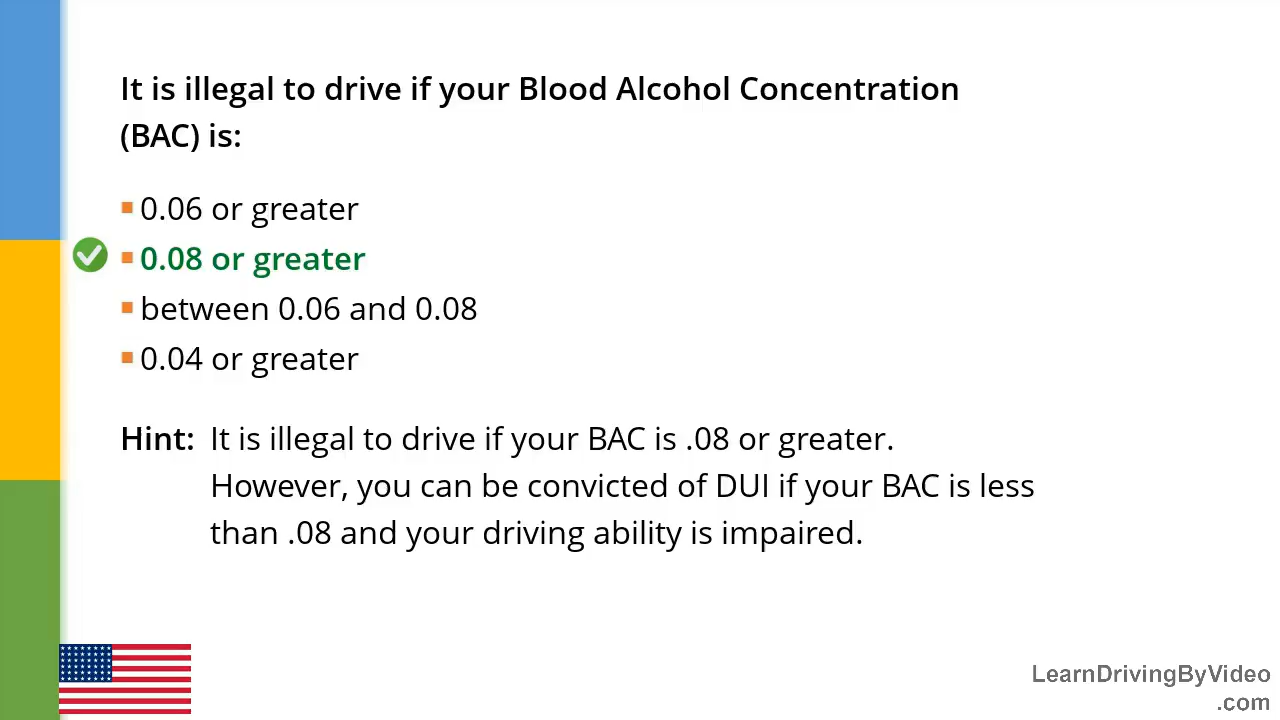 It is illegal to drive if your Blood Alcohol Concentration
(BAC) is:
0.06 or greater
0.08 or greater
between 0.06 and 0.08
0.04 or greater
Hint: It is illegal to drive if your BAC is .08 or greater.
However, you can be convicted of DUI if your BAC is less
than .08 and your driving ability is impaired.
LearnDrivingByVideo
.com